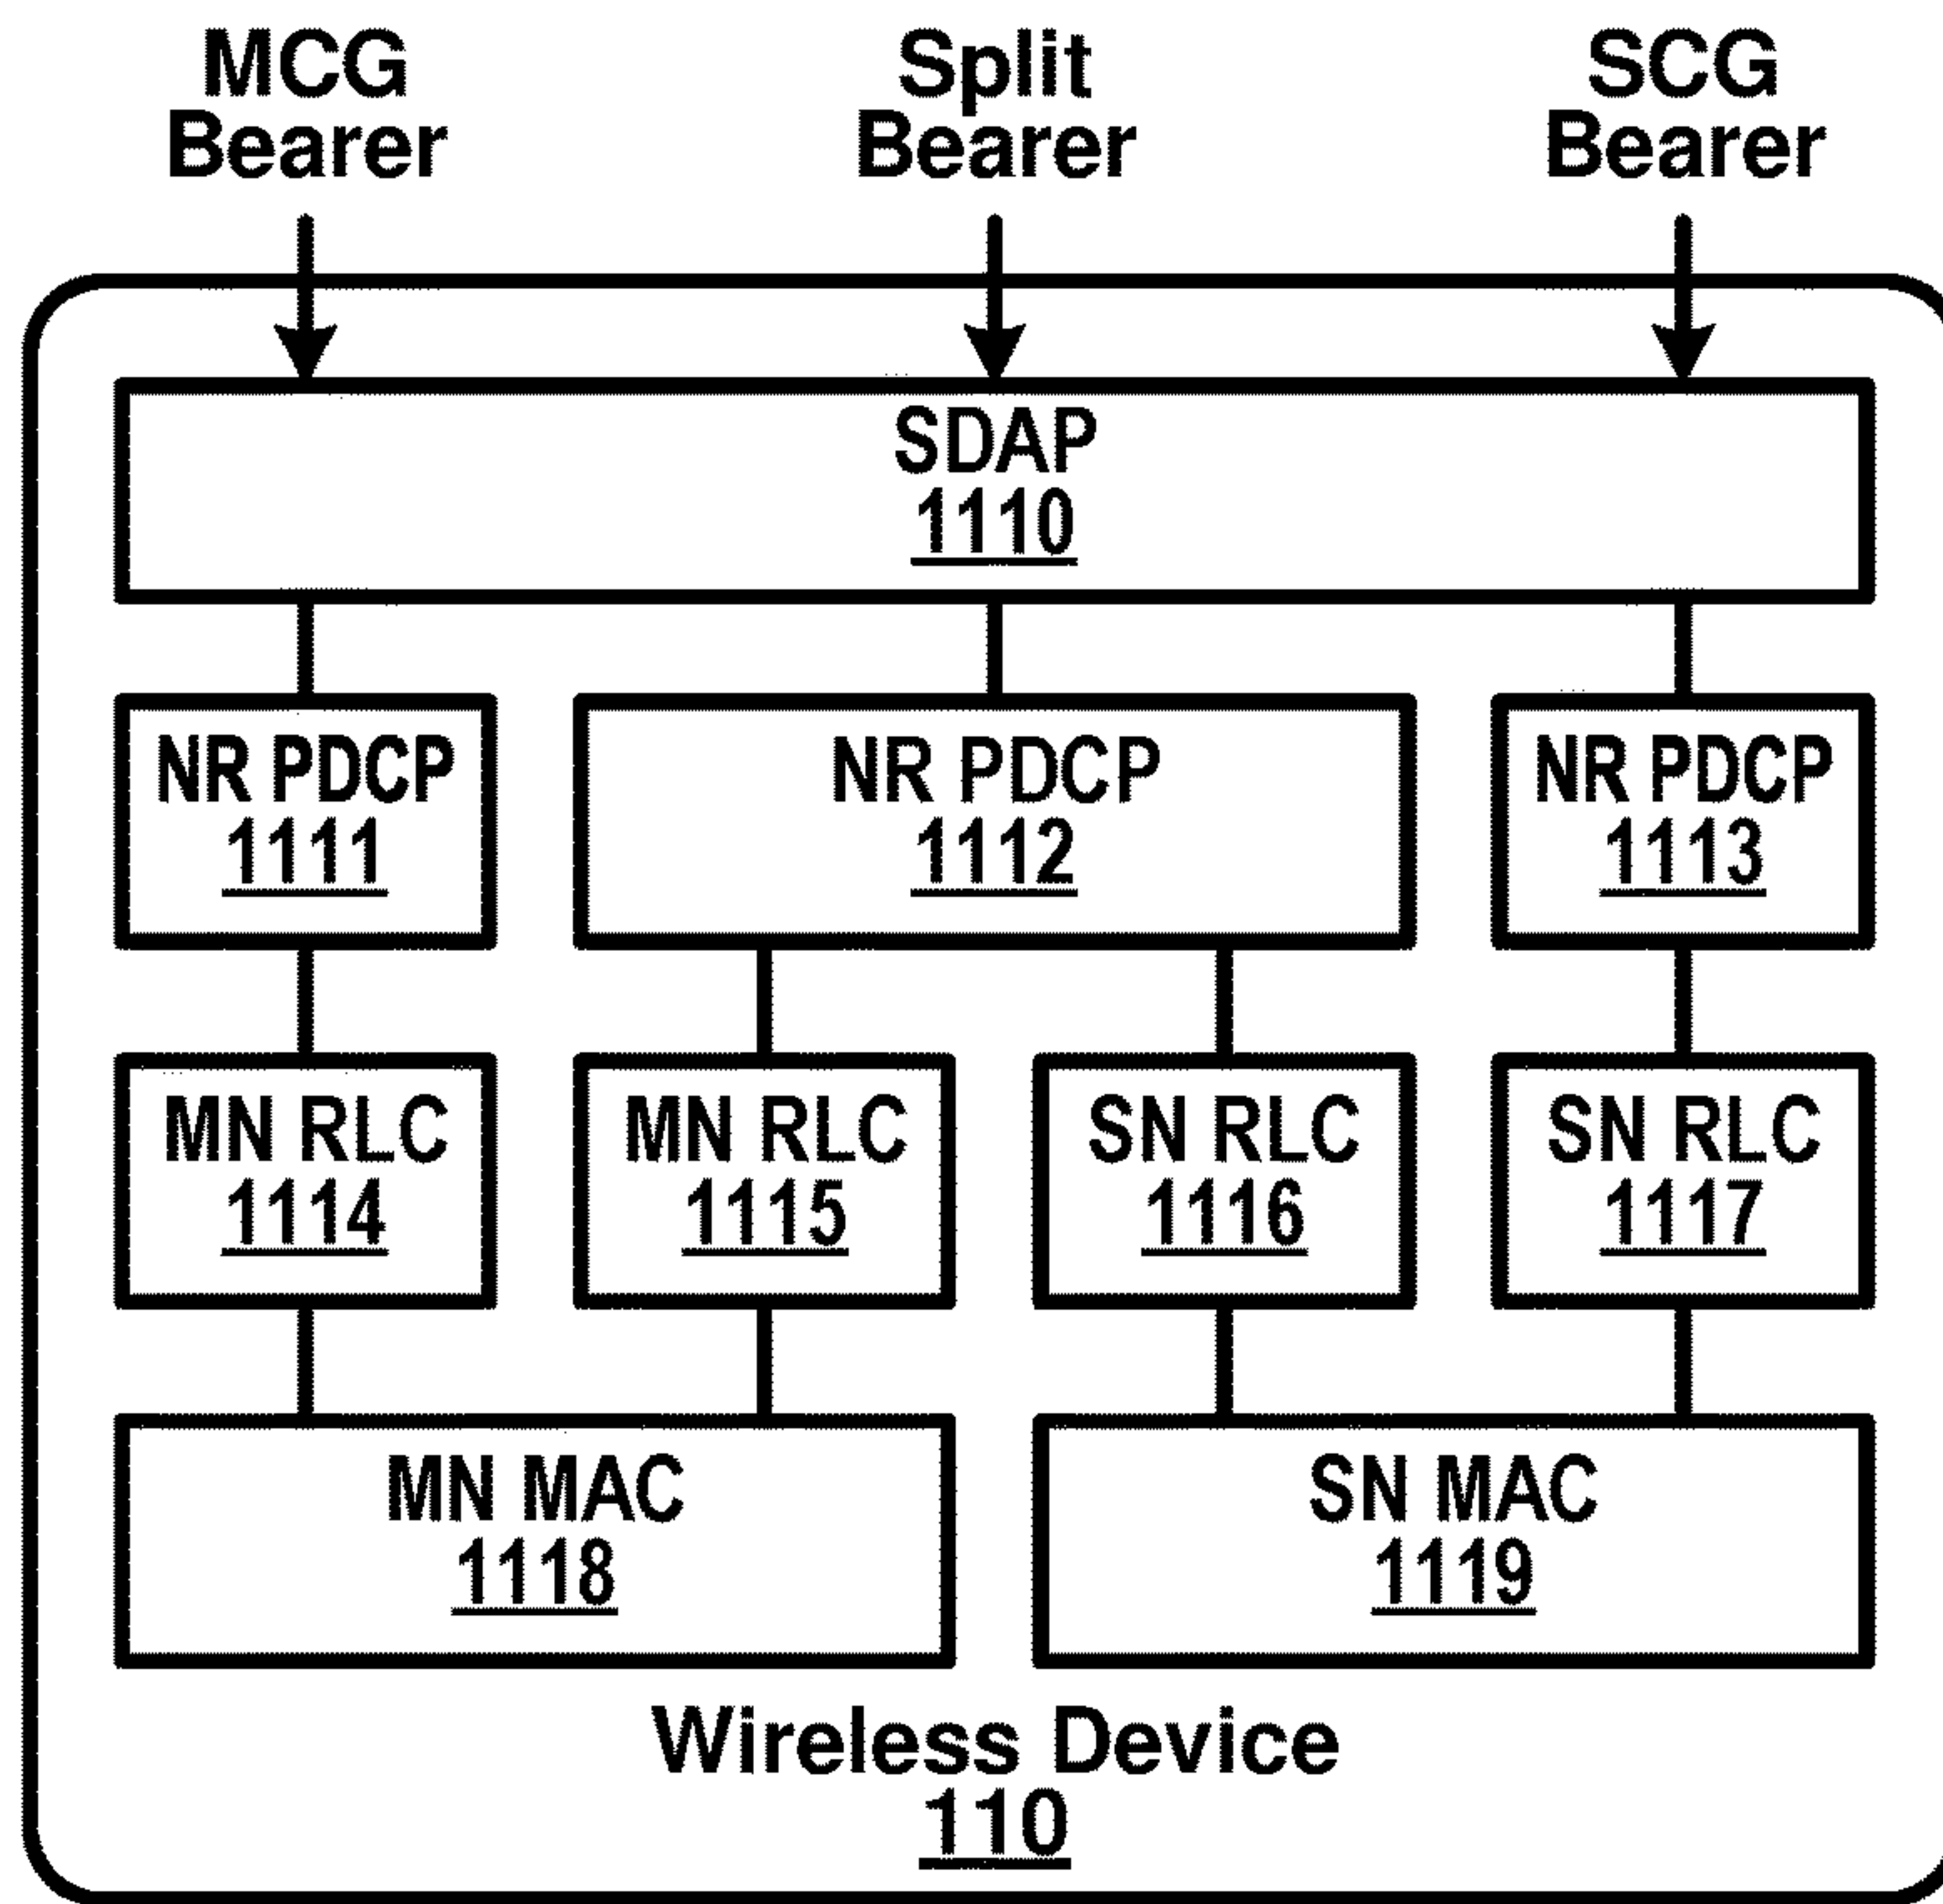 MCG
Bearer
Split
Bearer
SCG
Bearer
SDAP
1110
NR PDCP
1111
NR PDCP
1112
NR PDCP
1113
MN RLC
1114
MN RLC
1115
SN RLC
1116
SN RLC
1117
MN MAC
1118
SN MAC
1119
Wireless Device
110